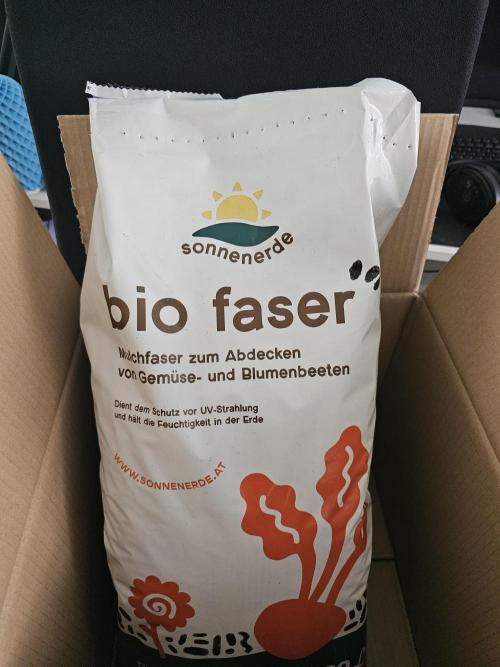 sonnenerde
bio faser
Mulchfaser zum Abdecken
von Gemüse- und Blumenbeeten
Dient dem Schutz vor UV-Strahlung
und hält die Feuchtigkeit in der Erde
WWW.SONNENERDE.AT